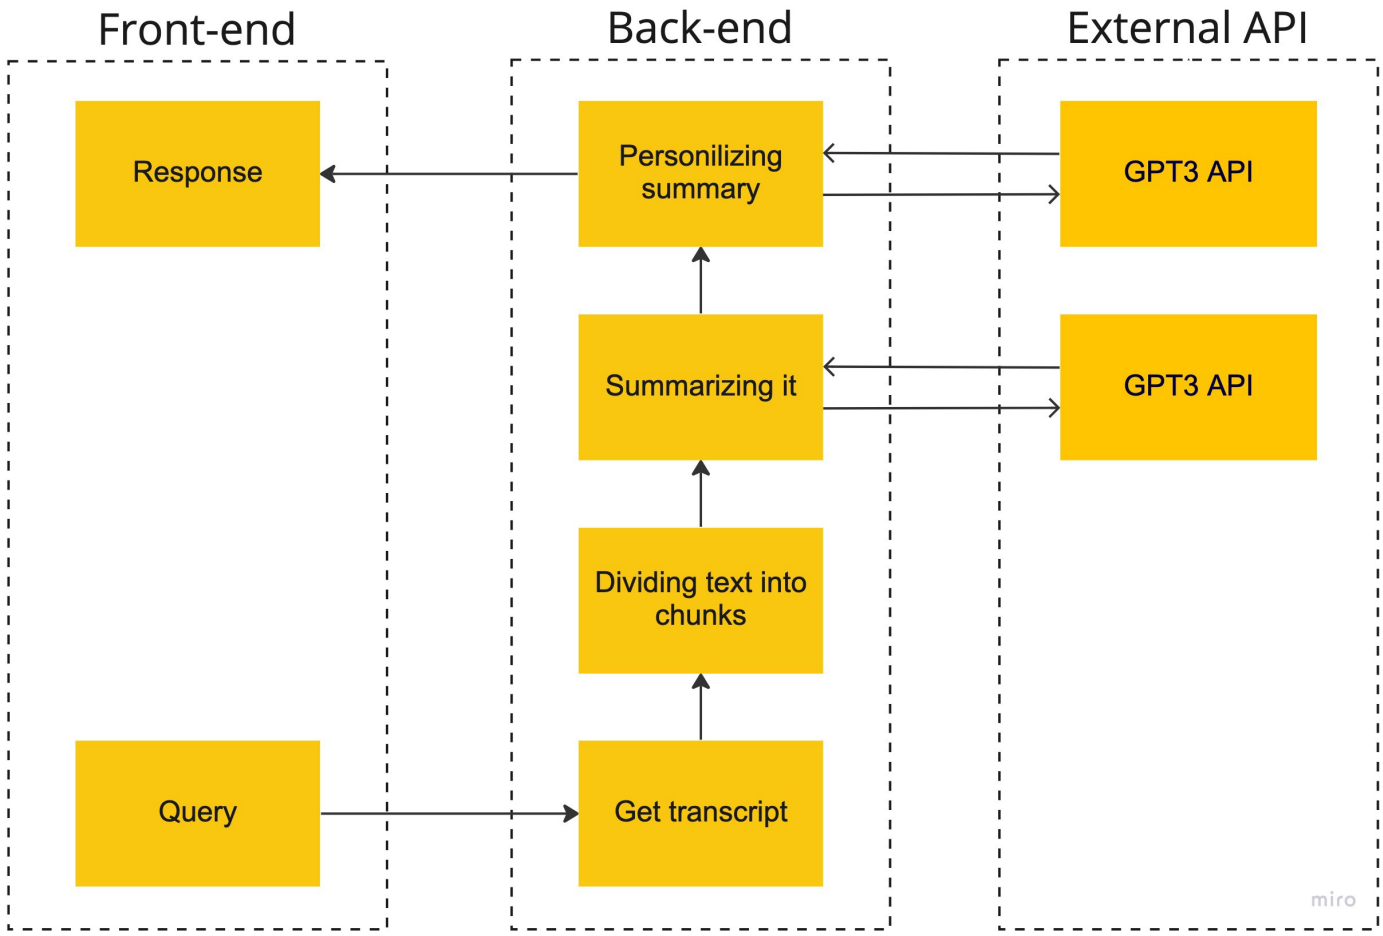 Front-end
Back-end
External API
Response
Personilizing
summary
GPT3 API
Summarizing it
GPT3 API
Dividing text into
chunks
Query
Get transcript
miro